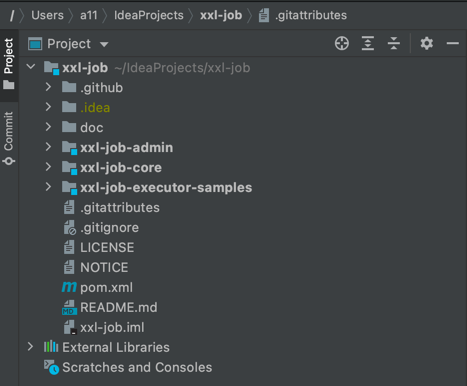 / Users a11 IdeaProjects xxl-job .gitattributes
Project
Commit
Project
xxl-job ~/IdeaProjects/xxl-job
.github
.idea
doc
xxl-job-admin
xxl-job-core
xxl-job-executor-samples
.gitattributes
.gitignore
LICENSE
NOTICE
pom.xml
README.md
xxl-job.iml
External Libraries
Scratches and Consoles